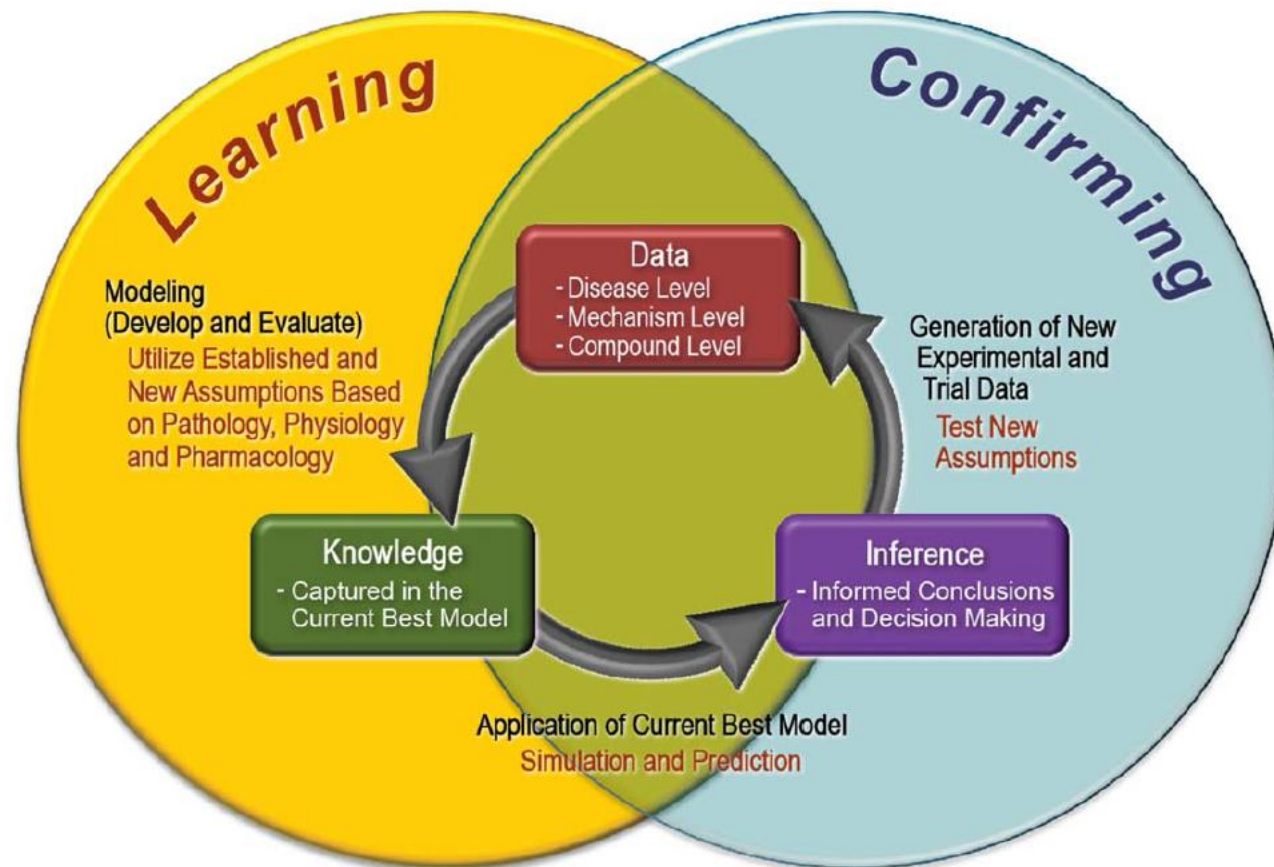 Learning
Confirming
Data
- Disease Level
- Mechanism Level
- Compound Level
Modeling
(Develop and Evaluate)
Utilize Established and
New Assumptions Based
on Pathology, Physiology
and Pharmacology
Generation of New
Experimental and
Trial Data
Test New
Assumptions
Knowledge
- Captured in the
Current Best Model
Inference
- Informed Conclusions
and Decision Making
Application of Current Best Model
Simulation and Prediction